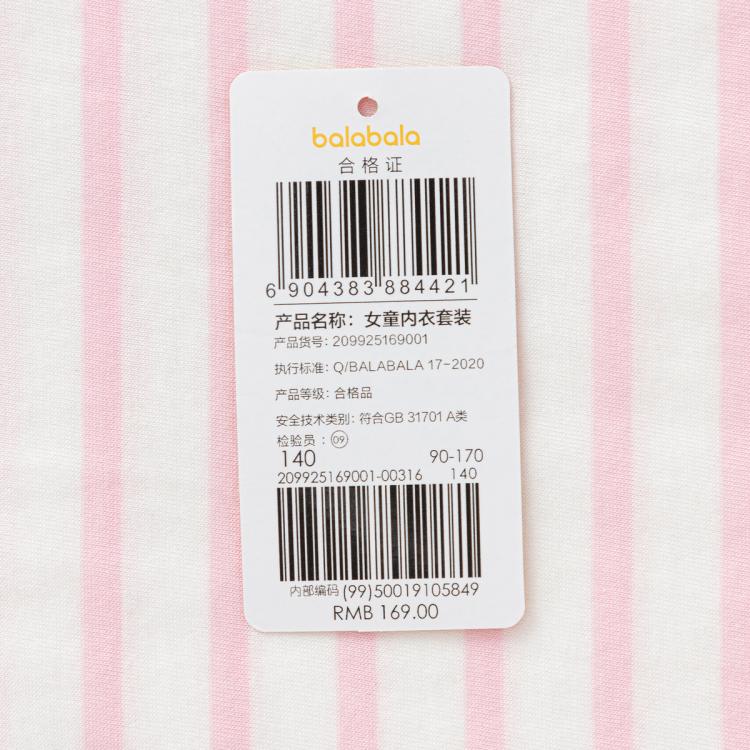 balabala
合格证
6 904383 884421
产品名称：女童内衣套装
产品货号：209925169001
执行标准：Q/BALABALA 17-2020
产品等级：合格品
安全技术类别：符合GB 31701 A类
检验员：09
140 90-170
209925169001-00316 140
内部编码 (99)50019105849
RMB 169.00